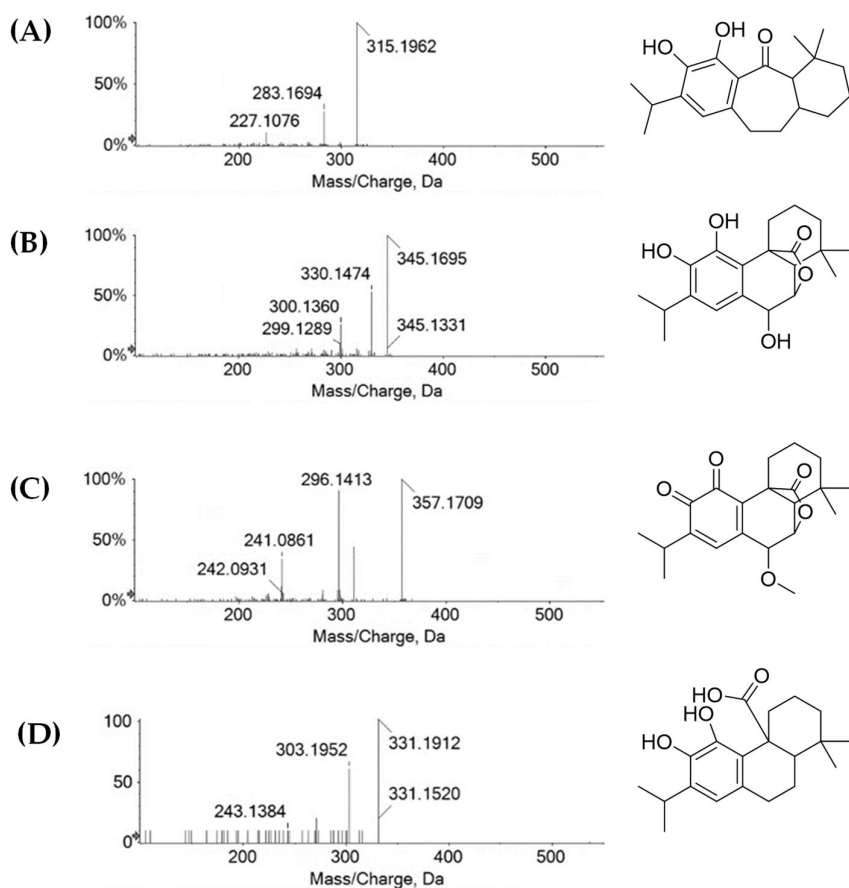 (A)
100%
50%
0%
315.1962
283.1694
227.1076
200
300
400
500
Mass/Charge, Da
HO
OH
O
(B)
100%
50%
0%
345.1695
330.1474
300.1360
299.1289
345.1331
200
300
400
500
Mass/Charge, Da
OH
HO
O
O
OH
(C)
100%
50%
0%
296.1413
357.1709
241.0861
242.0931
200
300
400
500
Mass/Charge, Da
O
O
O
O
O
(D)
100
50
0
331.1912
303.1952
243.1384
331.1520
200
300
400
500
Mass/Charge, Da
O
HO
HO
HO